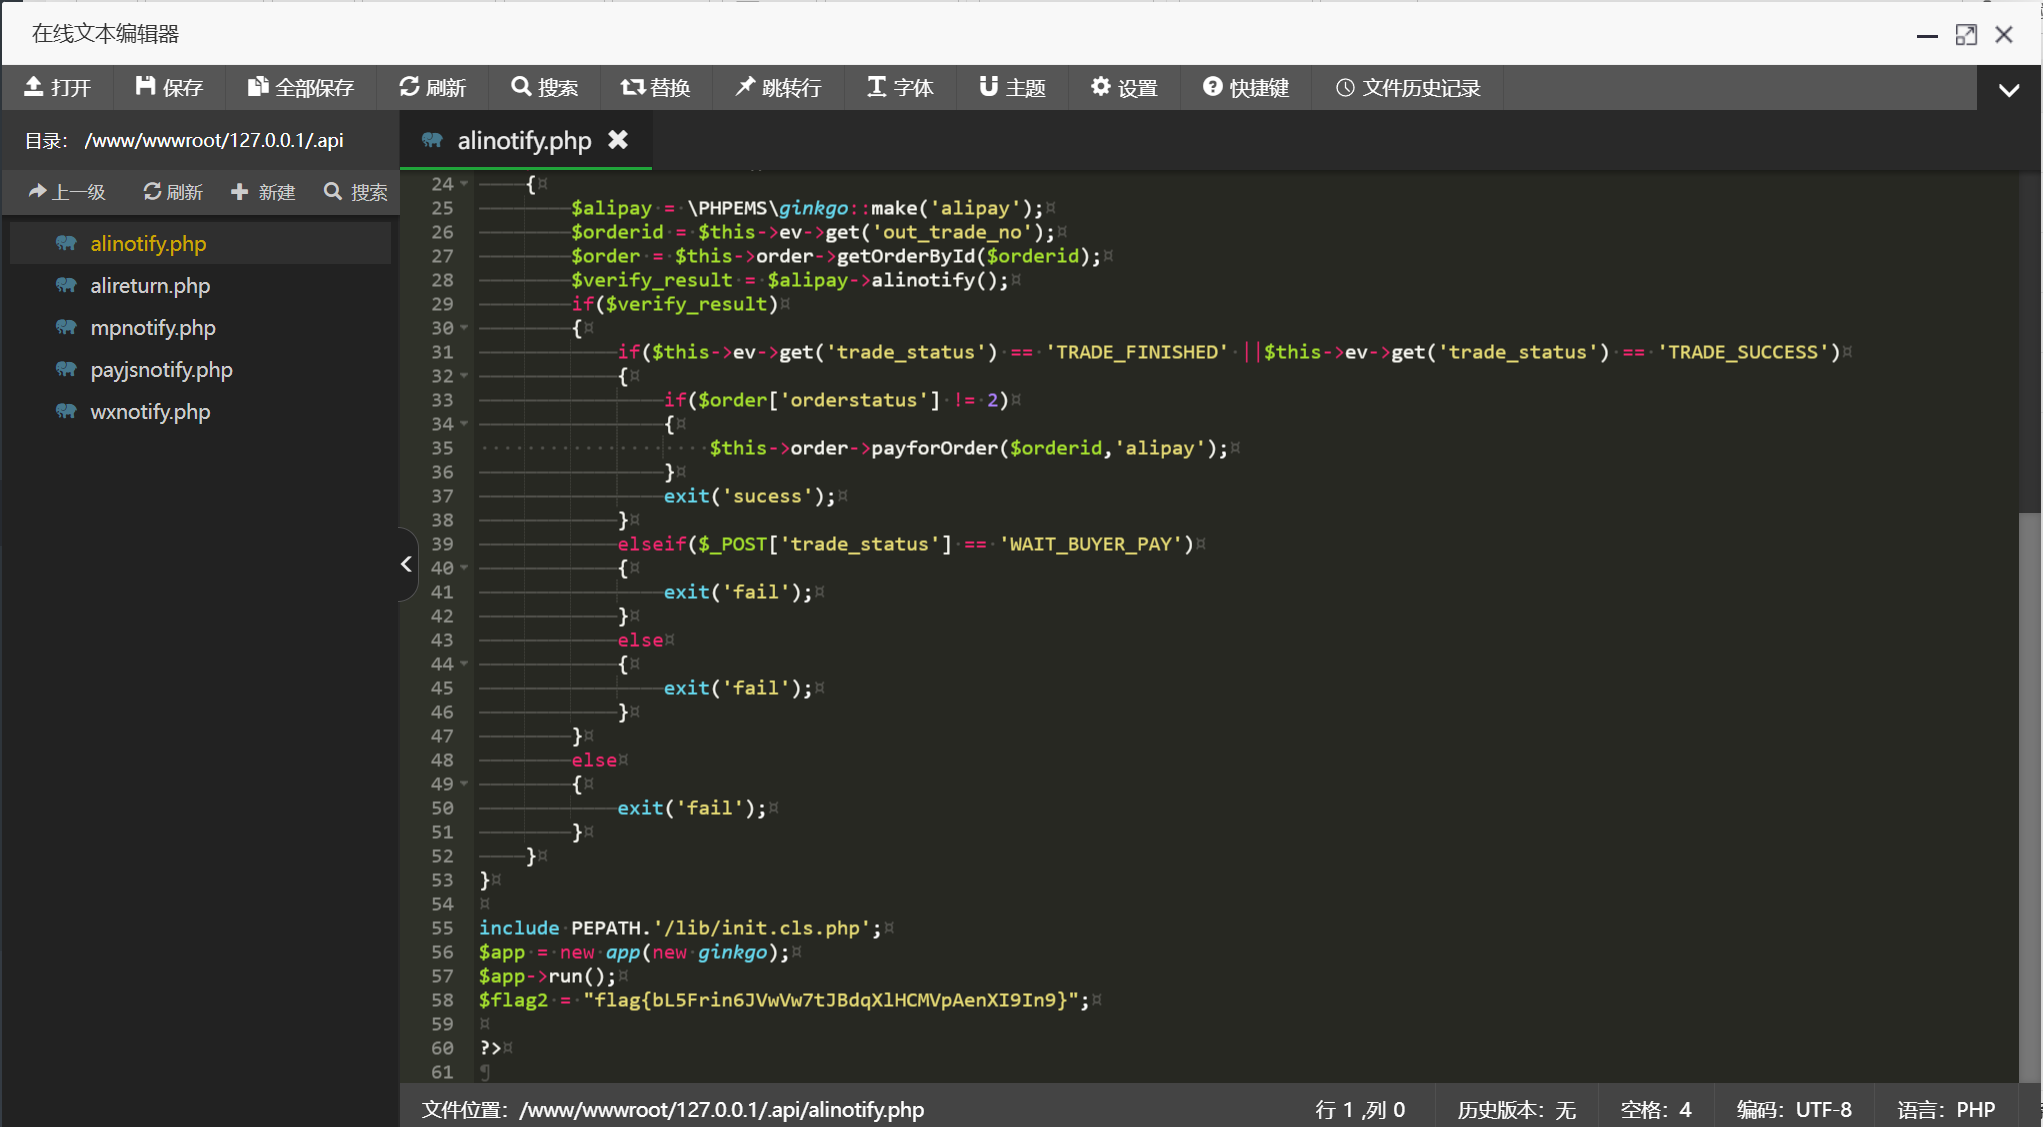 在线文本编辑器
打开 保存 全部保存 刷新 搜索 替换 跳转行 字体 主题 设置 快捷键 文件历史记录
目录： /www/wwwroot/127.0.0.1/.api
上一级 刷新 新建 搜索
alinotify.php
alireturn.php
mpnotify.php
payjsnotify.php
wxnotify.php
alinotify.php
24 {
25 $alipay = \PHPEMS\ginkgo::make('alipay');
26 $orderid = $this->ev->get('out_trade_no');
27 $order = $this->order->getOrderById($orderid);
28 $verify_result = $alipay->alinotify();
29 if($verify_result)
30 {
31 if($this->ev->get('trade_status') == 'TRADE_FINISHED' ||$this->ev->get('trade_status') == 'TRADE_SUCCESS')
32 {
33 if($order['orderstatus'] != 2)
34 {
35 $this->order->payforOrder($orderid,'alipay');
36 }
37 exit('sucess');
38 }
39 elseif($_POST['trade_status'] == 'WAIT_BUYER_PAY')
40 {
41 exit('fail');
42 }
43 else
44 {
45 exit('fail');
46 }
47 }
48 else
49 {
50 exit('fail');
51 }
52 }
53 }
54
55 include PEPATH.'/lib/init.cls.php';
56 $app = new app(new ginkgo);
57 $app->run();
58 $flag2 = "flag{bL5Frin6JVwVw7tJBdqXlHCMVpAenXI9In9}";
59
60 ?>
61
文件位置： /www/wwwroot/127.0.0.1/.api/alinotify.php 行 1 ,列 0 历史版本： 无 空格： 4 编码： UTF-8 语言： PHP